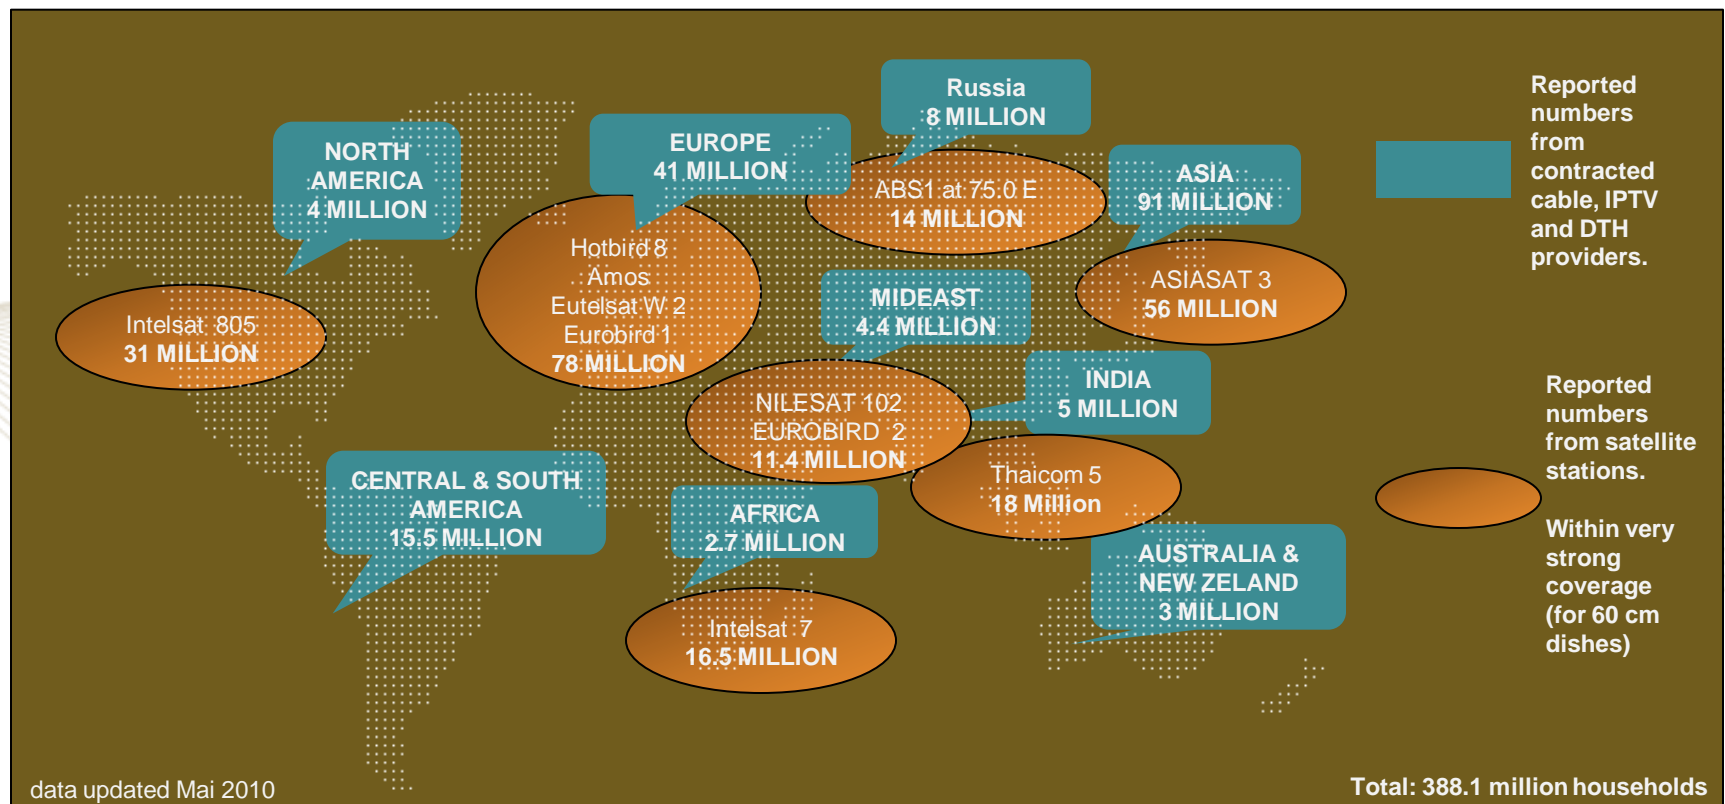 Russia
8 MILLION
NORTH
AMERICA
4 MILLION
EUROPE
41 MILLION
ASIA
91 MILLION
ABS1 at 75.0 E
14 MILLION
Hotbird 8
Amos
Eutelsat W 2
Eurobird 1
78 MILLION
ASIASAT 3
56 MILLION
Intelsat 805
31 MILLION
MIDEAST
4.4 MILLION
INDIA
5 MILLION
NILESAT 102
EUROBIRD 2
11.4 MILLION
Thaicom 5
18 Million
CENTRAL & SOUTH
AMERICA
15.5 MILLION
AFRICA
2.7 MILLION
AUSTRALIA &
NEW ZELAND
3 MILLION
Intelsat 7
16.5 MILLION
Reported
numbers
from
contracted
cable, IPTV
and DTH
providers.
Reported
numbers
from satellite
stations.
Within very
strong
coverage
(for 60 cm
dishes)
data updated Mai 2010
Total: 388.1 million households